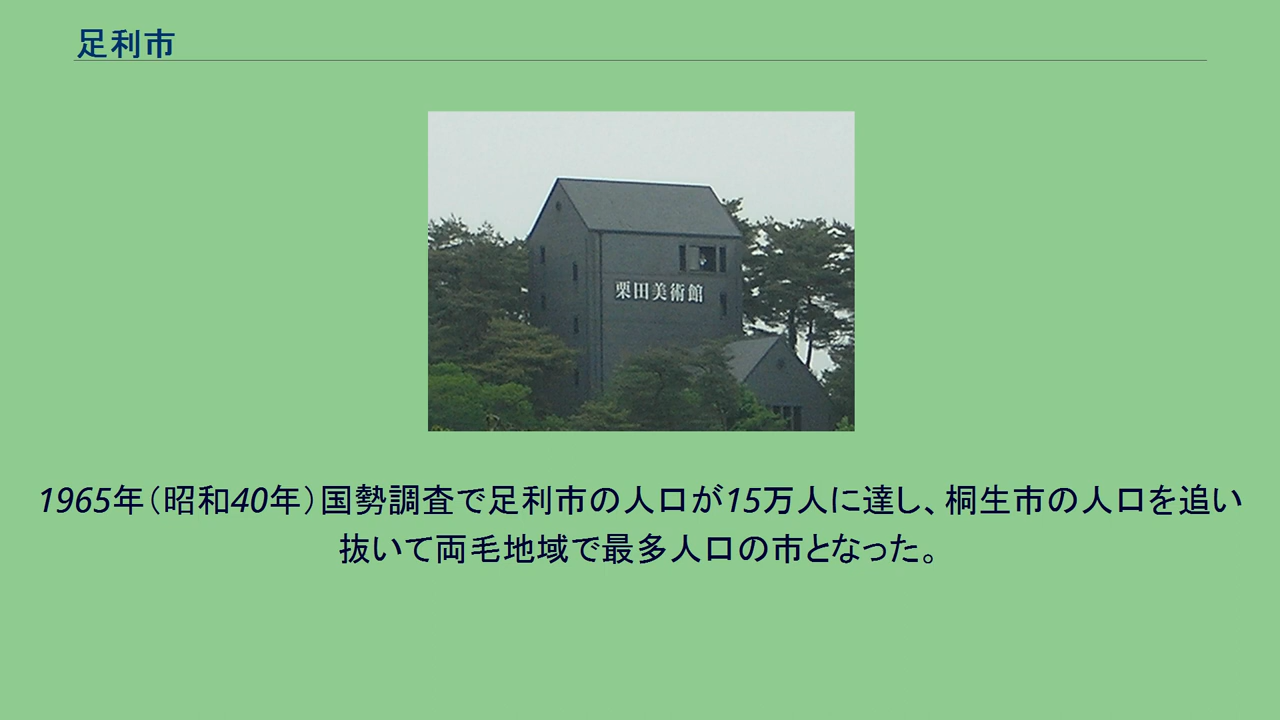 足利市
栗田美術館
1965年（昭和40年）国勢調査で足利市の人口が15万人に達し、桐生市の人口を追い
抜いて両毛地域で最多人口の市となった。